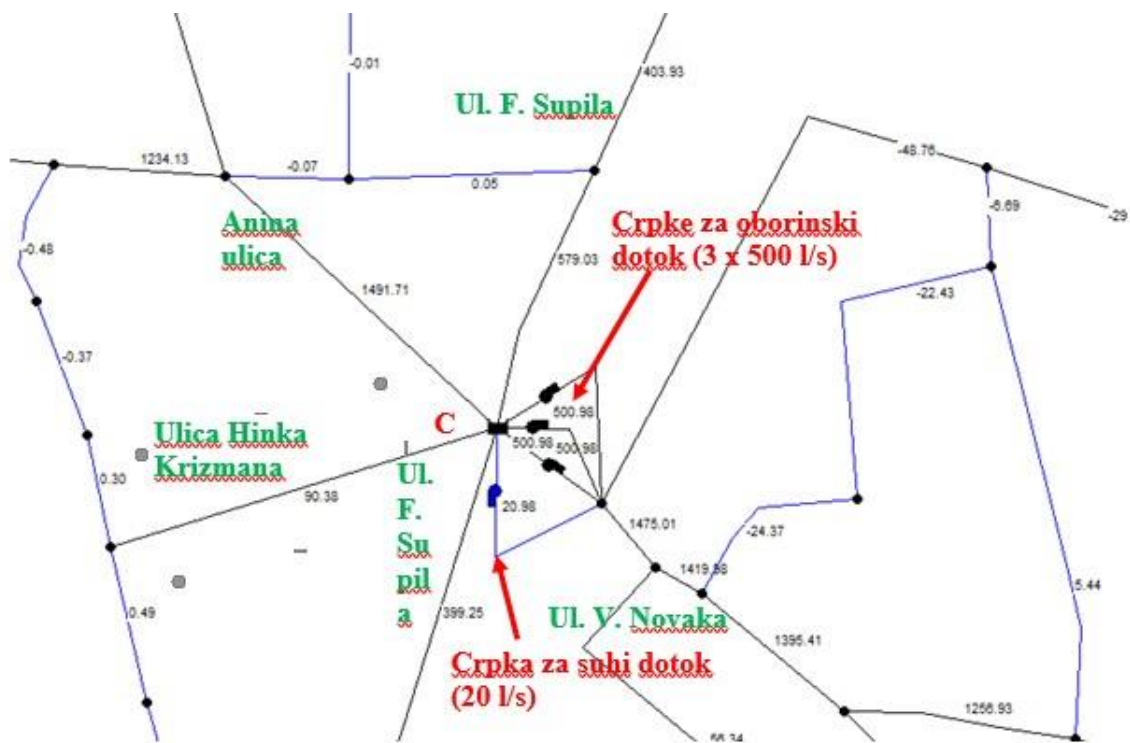 -0.01
403.93
Ul. F. Supila
1234.13
-0.07
0.05
-48.76
-6.69
-29
Anina
ulica
Crpke za oborinski
dotok (3 x 500 l/s)
-0.48
579.03
1491.71
-22.43
-0.37
C
500.98
500.98
500.98
Ulica Hinka
Krizmana
Ul.
F.
Su
pil
a
0.30
90.38
20.98
1475.01
-24.37
1419.98
0.49
399.25
Ul. V. Novaka
5.44
1395.41
Crpka za suhi dotok
(20 l/s)
1256.93
56.34